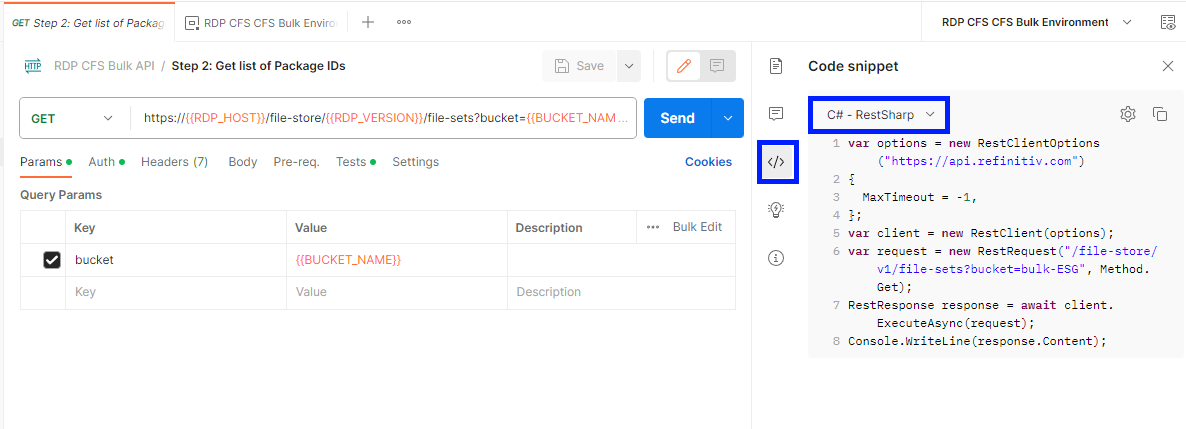 GET Step 2: Get list of Packag
RDP CFS CFS Bulk Environ
RDP CFS CFS Bulk Environment
HTTP RDP CFS Bulk API / Step 2: Get list of Package IDs
Save
GET
https://{{RDP_HOST}}/file-store/{{RDP_VERSION}}/file-sets?bucket={{BUCKET_NAM ...
Send
Params Auth Headers (7) Body Pre-req. Tests Settings
Cookies
Query Params
Key Value Description ... Bulk Edit
bucket {{BUCKET_NAME}}
Key Value Description
Code snippet
C# - RestSharp
1 var options = new RestClientOptions
("https://api.refinitiv.com")
2 {
3 MaxTimeout = -1,
4 };
5 var client = new RestClient(options);
6 var request = new RestRequest("/file-store/
v1/file-sets?bucket=bulk-ESG", Method.
Get);
7 RestResponse response = await client.
ExecuteAsync(request);
8 Console.WriteLine(response.Content);